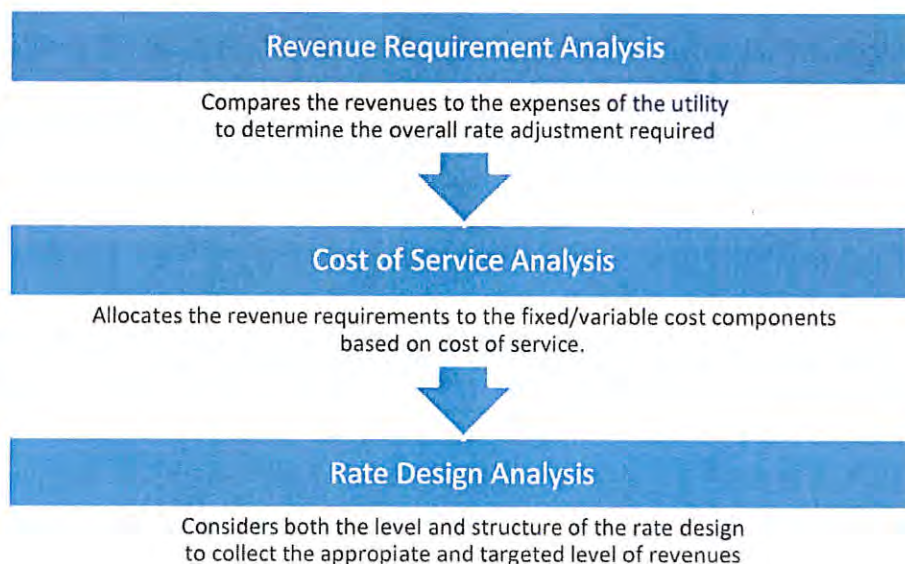 Revenue Requirement Analysis
Compares the revenues to the expenses of the utility
to determine the overall rate adjustment required
Cost of Service Analysis
Allocates the revenue requirements to the fixed/variable cost components
based on cost of service.
Rate Design Analysis
Considers both the level and structure of the rate design
to collect the appropiate and targeted level of revenues